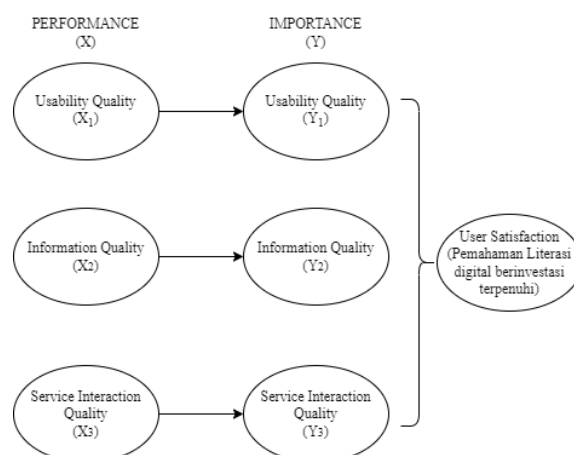 PERFORMANCE
(X)
IMPORTANCE
(Y)
Usability Quality
(X₁)
Usability Quality
(Y₁)
Information Quality
(X₂)
Information Quality
(Y₂)
User Satisfaction
(Pemahaman Literasi
digital berinvestasi
terpenuhi)
Service Interaction
Quality
(X₃)
Service Interaction
Quality
(Y₃)